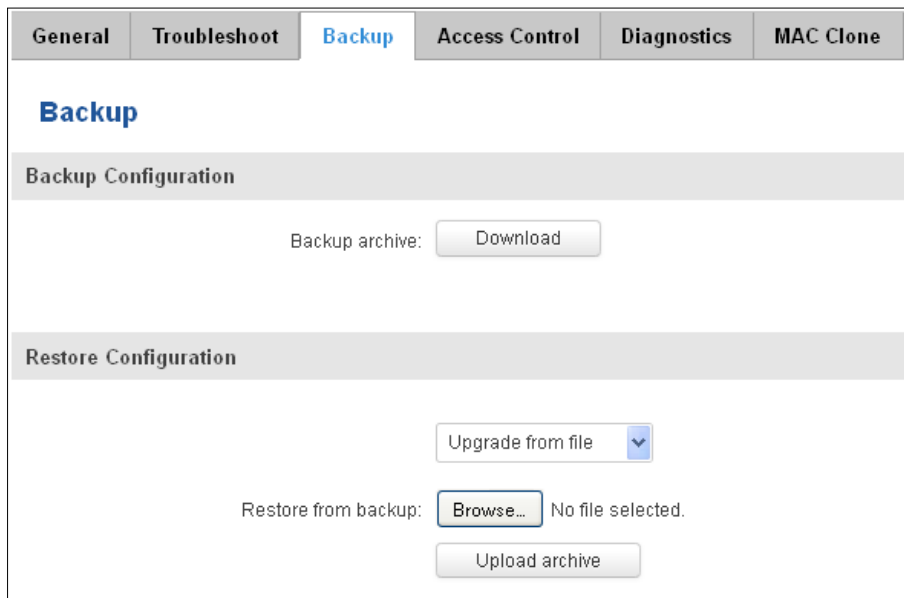 General Troubleshoot Backup Access Control Diagnostics MAC Clone
Backup
Backup Configuration
Backup archive: Download
Restore Configuration
Upgrade from file
Restore from backup: Browse... No file selected.
Upload archive